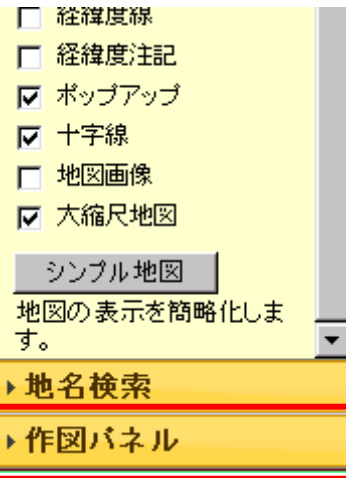 経緯度線
経緯度注記
ポップアップ
十字線
地図画像
大縮尺地図
シンプル地図
地図の表示を簡略化しま
す。
地名検索
作図パネル